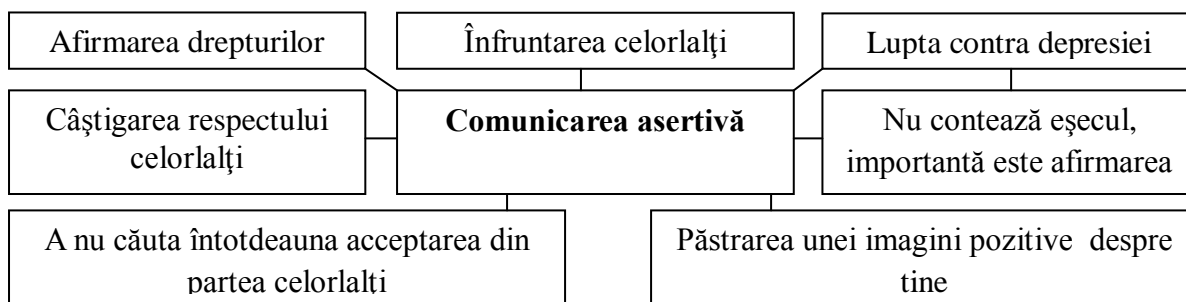 Afirmarea drepturilor
Înfruntarea celorlalţi
Lupta contra depresiei
Câştigarea respectului
celorlalţi
Comunicarea asertivă
Nu contează eşecul,
importantă este afirmarea
A nu căuta întotdeauna acceptarea din
partea celorlalţi
Păstrarea unei imagini pozitive despre
tine